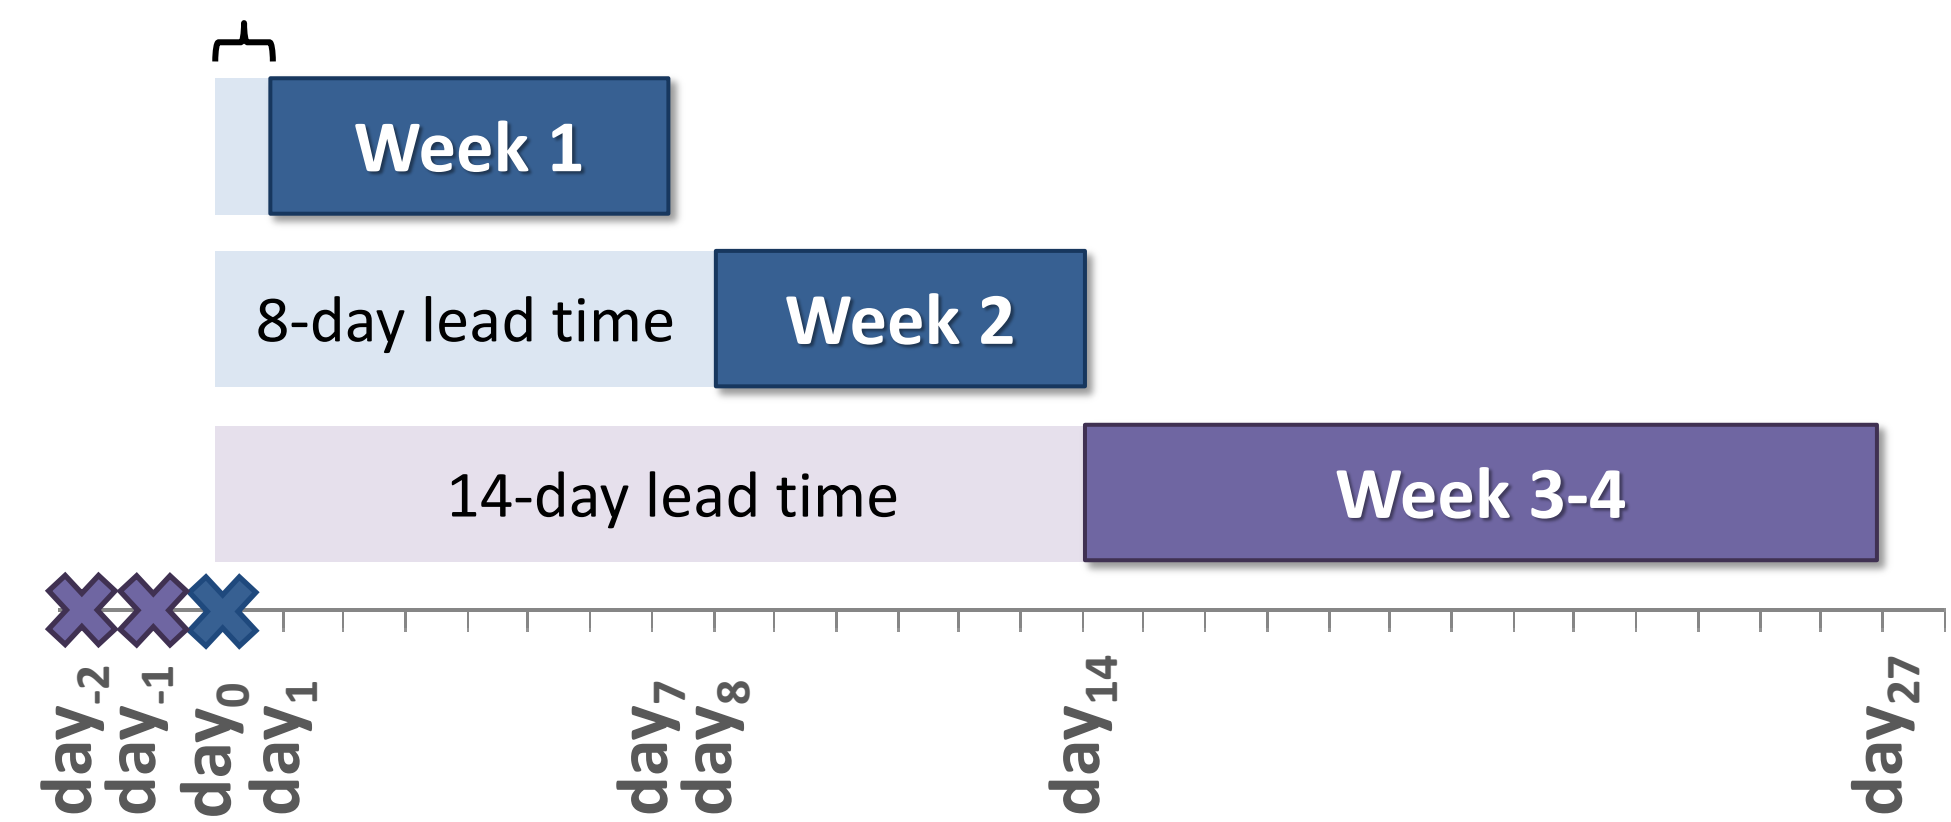 Week 1
8-day lead time
Week 2
14-day lead time
Week 3-4
day-2
day-1
day0
day1
day7
day8
day14
day27